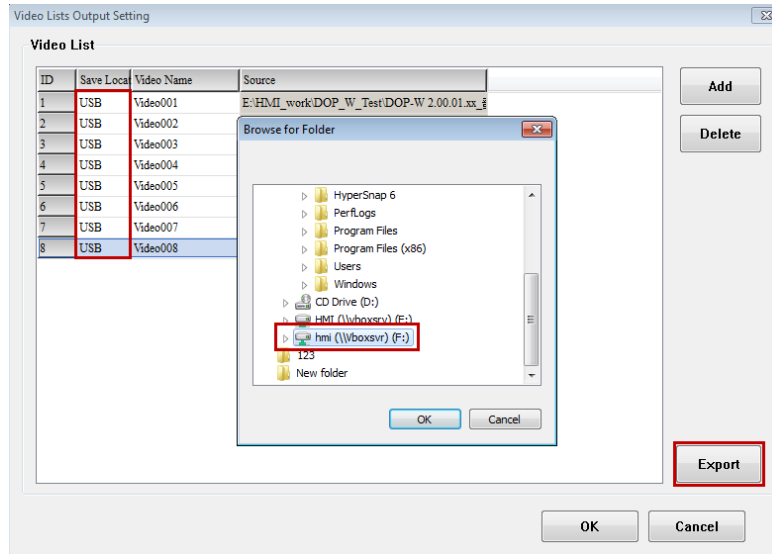 Video Lists Output Setting
Video List
ID Save Locat Video Name Source
1 USB Video001 E:\HMI_work\DOP_W_Test\DOP-W 2.00.01.xx_
2 USB Video002
3 USB Video003
4 USB Video004
5 USB Video005
6 USB Video006
7 USB Video007
8 USB Video008
Add
Delete
Browse for Folder
HyperSnap 6
PerfLogs
Program Files
Program Files (x86)
Users
Windows
CD Drive (D:)
HMI (\\vboxsrv) (E:)
hmi (\\vboxsvr) (F:)
123
New folder
OK Cancel
Export
OK Cancel